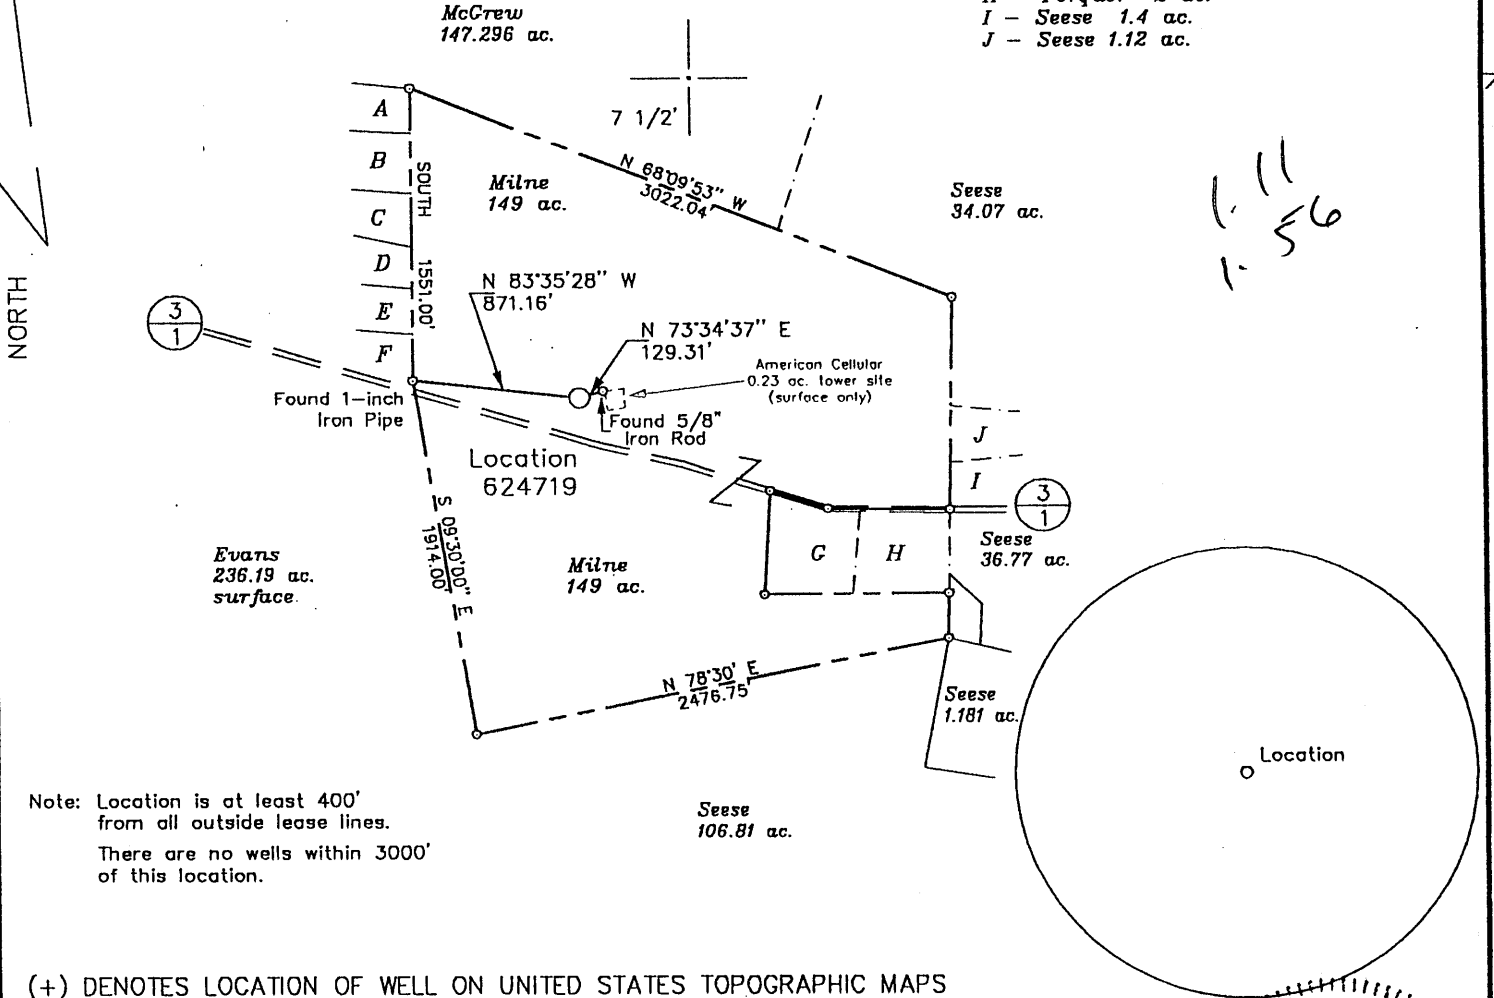 McGrew
147.296 ac.
I - Seese 1.4 ac.
J - Seese 1.12 ac.
A
7 1/2'
B
N 68°09'53" W
3022.04'
SOUTH 1551.00'
Milne
149 ac.
Seese
34.07 ac.
1.11
1.56
C
D
N 83°35'28" W
871.16'
NORTH
3
1
E
N 73°34'37" E
129.31'
F
American Cellular
0.23 ac. tower site
(surface only)
Found 1-inch
Iron Pipe
Found 5/8"
Iron Rod
J
Location
624719
I
3
1
S 09°30'00" E
1914.00'
G
H
Seese
36.77 ac.
Evans
236.19 ac.
surface
Milne
149 ac.
N 78°30' E
2476.75'
Seese
1.181 ac.
Location
Note: Location is at least 400'
from all outside lease lines.
There are no wells within 3000'
of this location.
Seese
106.81 ac.
(+) DENOTES LOCATION OF WELL ON UNITED STATES TOPOGRAPHIC MAPS